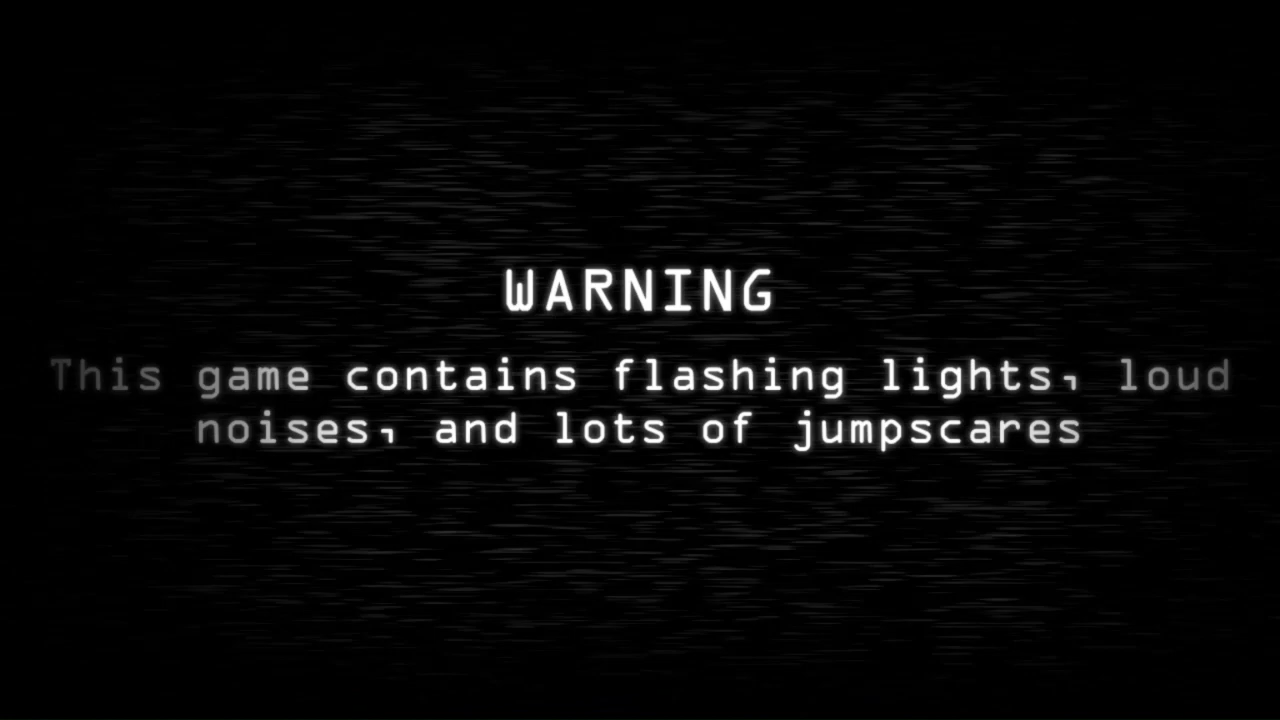 WARNING
This game contains flashing lights, loud
noises, and lots of jumpscares